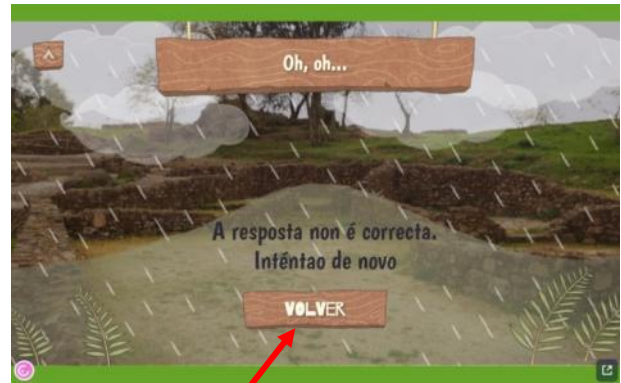 Oh, oh...
A resposta non é correcta.
Inténtao de novo
VOLVER